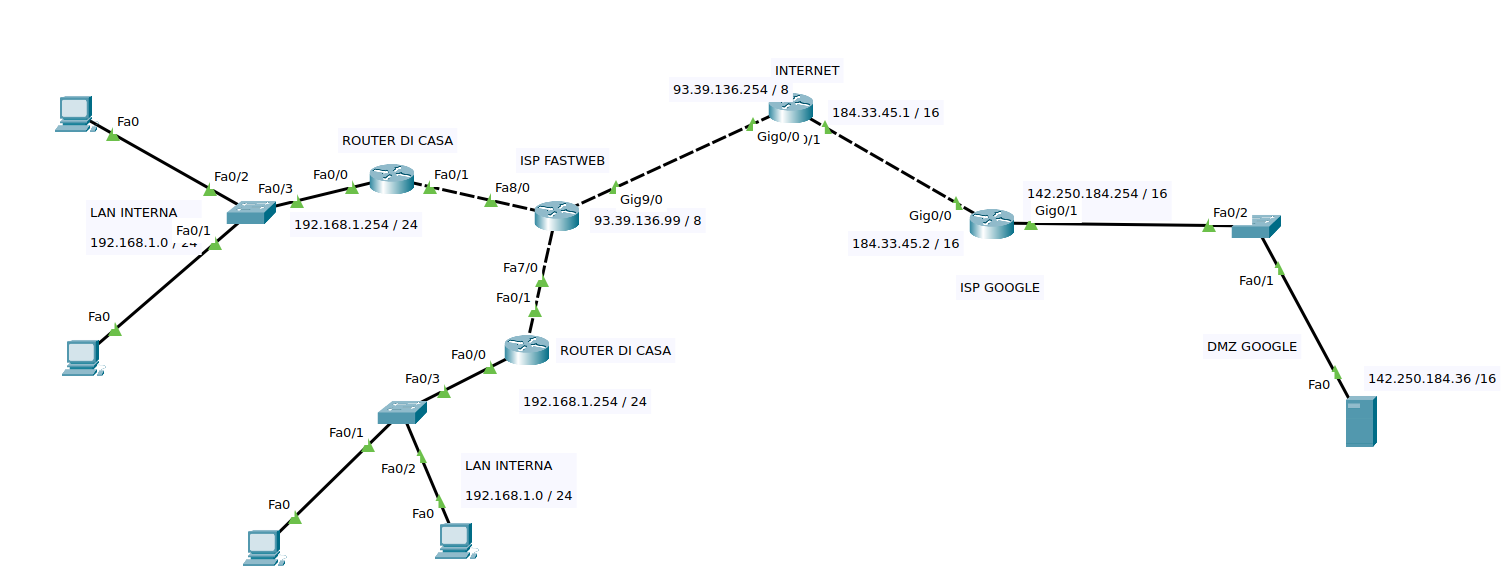 INTERNET
93.39.136.254 / 8
184.33.45.1 / 16
Gig0/0
0/1
Fa0
ROUTER DI CASA
ISP FASTWEB
Fa0/2
Fa0/3
Fa0/0
Fa0/1
Fa8/0
Gig9/0
93.39.136.99 / 8
LAN INTERNA
192.168.1.0 / 24
Fa0/1
192.168.1.254 / 24
142.250.184.254 / 16
Gig0/0
Gig0/1
Fa0/2
184.33.45.2 / 16
Fa7/0
Fa0/1
ISP GOOGLE
Fa0/1
Fa0
Fa0/0
ROUTER DI CASA
DMZ GOOGLE
Fa0/3
192.168.1.254 / 24
142.250.184.36 /16
Fa0
Fa0/1
Fa0/2
LAN INTERNA
192.168.1.0 / 24
Fa0
Fa0